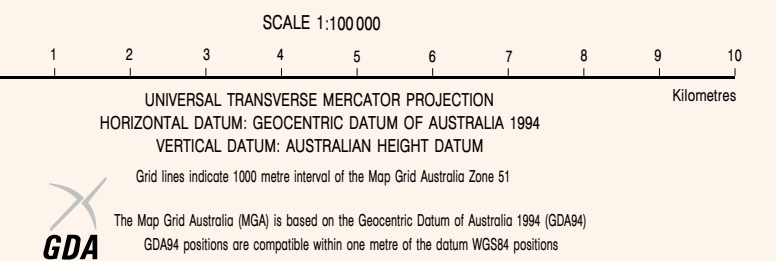 SCALE 1:100 000
1 2 3 4 5 6 7 8 9 10
Kilometres
UNIVERSAL TRANSVERSE MERCATOR PROJECTION
HORIZONTAL DATUM: GEOCENTRIC DATUM OF AUSTRALIA 1994
VERTICAL DATUM: AUSTRALIAN HEIGHT DATUM
Grid lines indicate 1000 metre interval of the Map Grid Australia Zone 51
The Map Grid Australia (MGA) is based on the Geocentric Datum of Australia 1994 (GDA94)
GDA94 positions are compatible within one metre of the datum WGS84 positions
GDA